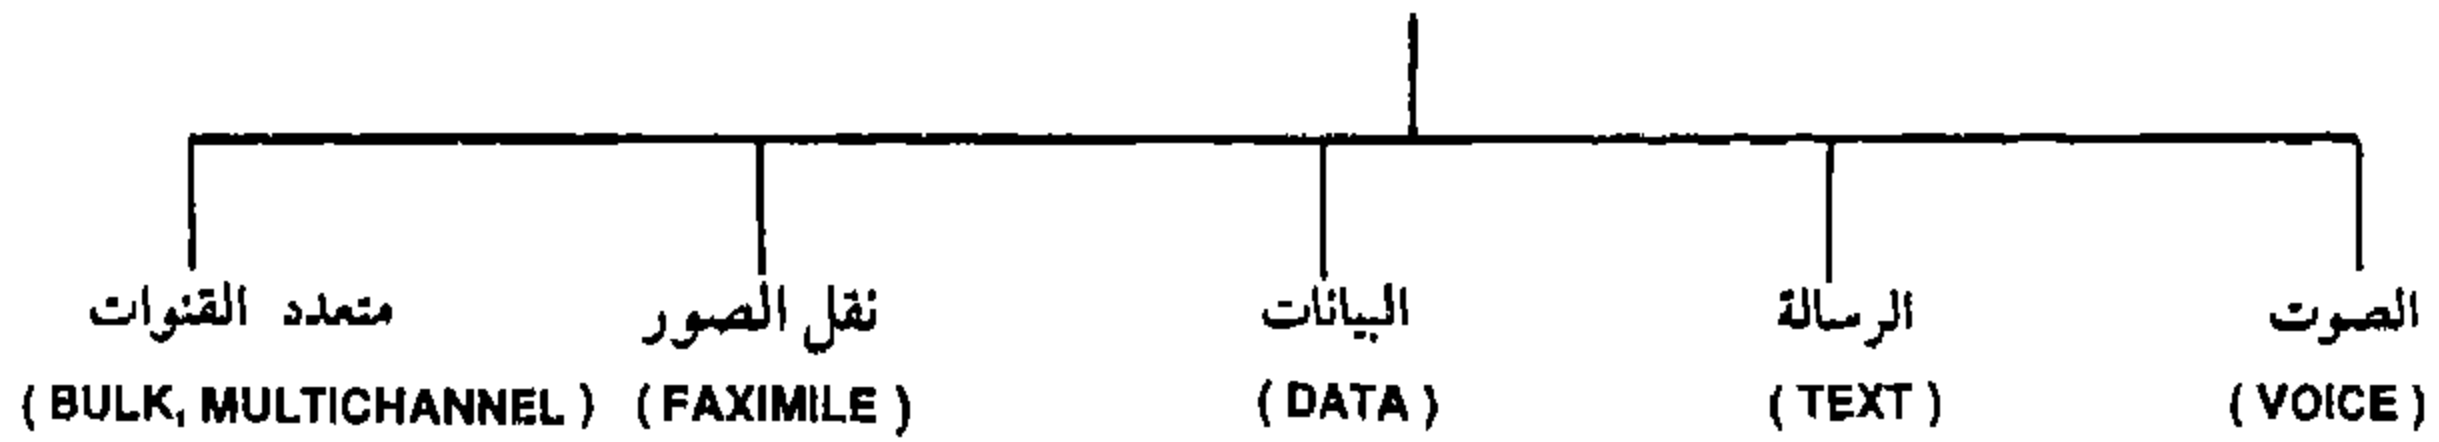 الصوت الرسالة البيانات نقل الصور متعدد القنوات
(VOICE) (TEXT) (DATA) (FAXIMILE) (BULK, MULTICHANNEL)